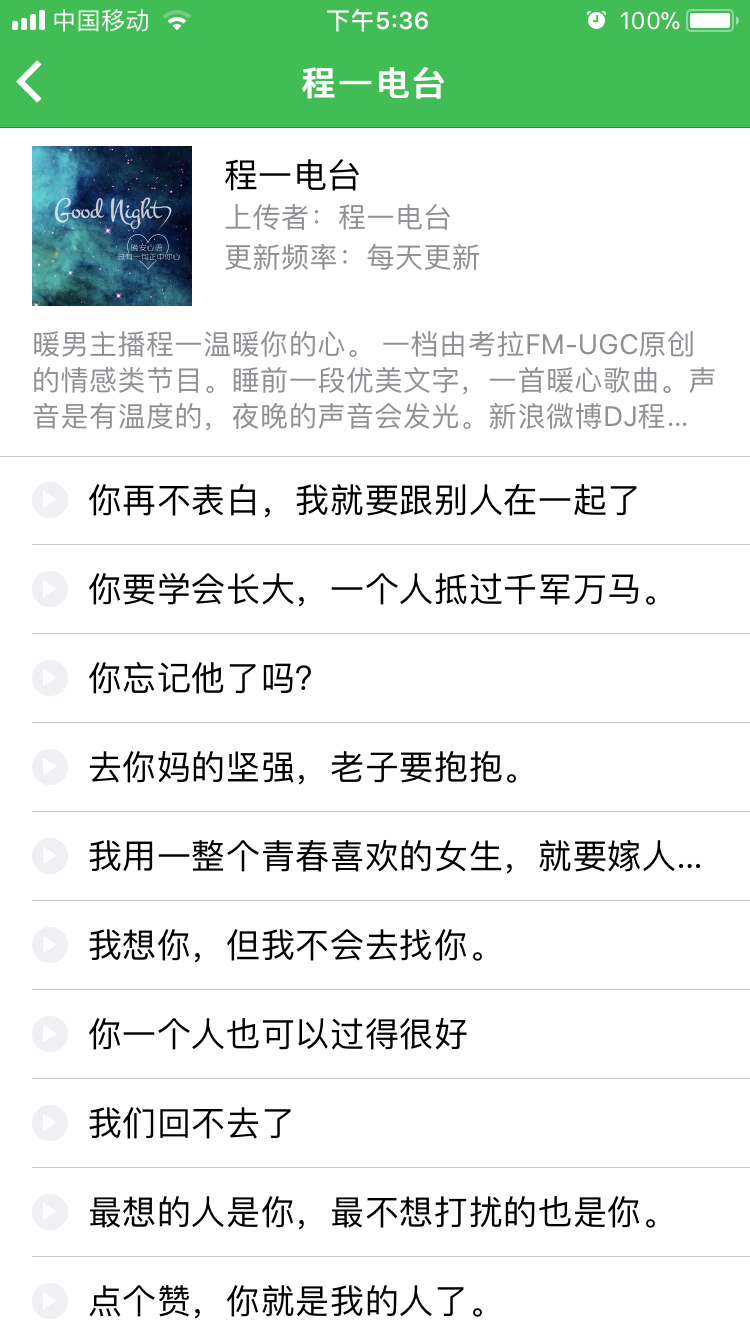 中国移动 下午5:36 100%
程一电台
Good Night
晚安心语
总有一句正中你心
程一电台
上传者：程一电台
更新频率：每天更新
暖男主播程一温暖你的心。 一档由考拉FM-UGC原创
的情感类节目。睡前一段优美文字，一首暖心歌曲。声
音是有温度的，夜晚的声音会发光。新浪微博DJ程...
你再不表白，我就要跟别人在一起了
你要学会长大，一个人抵过千军万马。
你忘记他了吗？
去你妈的坚强，老子要抱抱。
我用一整个青春喜欢的女生，就要嫁人...
我想你，但我不会去找你。
你一个人也可以过得很好
我们回不去了
最想的人是你，最不想打扰的也是你。
点个赞，你就是我的人了。